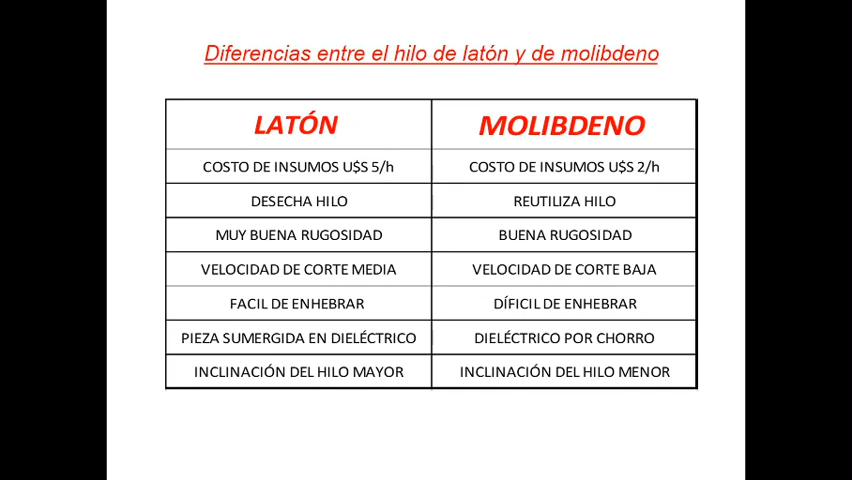 Diferencias entre el hilo de latón y de molibdeno
LATÓN MOLIBDENO
COSTO DE INSUMOS U$S 5/h COSTO DE INSUMOS U$S 2/h
DESECHA HILO REUTILIZA HILO
MUY BUENA RUGOSIDAD BUENA RUGOSIDAD
VELOCIDAD DE CORTE MEDIA VELOCIDAD DE CORTE BAJA
FACIL DE ENHEBRAR DÍFICIL DE ENHEBRAR
PIEZA SUMERGIDA EN DIELÉCTRICO DIELÉCTRICO POR CHORRO
INCLINACIÓN DEL HILO MAYOR INCLINACIÓN DEL HILO MENOR